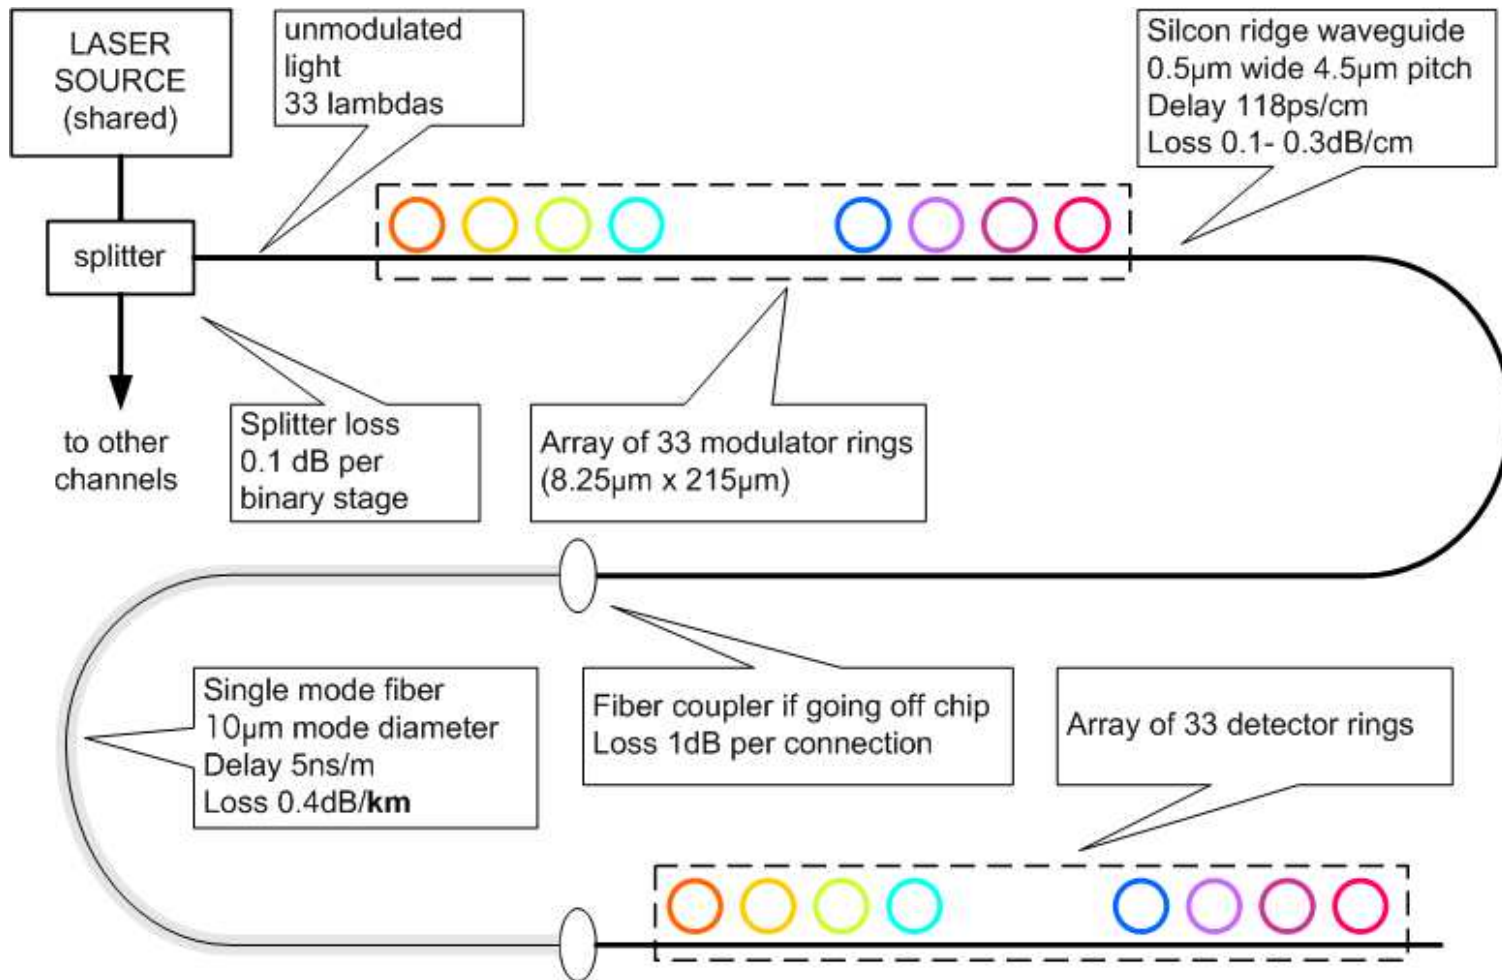 LASER
SOURCE
(shared)
unmodulated
light
33 lambdas
Silcon ridge waveguide
0.5µm wide 4.5µm pitch
Delay 118ps/cm
Loss 0.1- 0.3dB/cm
splitter
to other
channels
Splitter loss
0.1 dB per
binary stage
Array of 33 modulator rings
(8.25µm x 215µm)
Single mode fiber
10µm mode diameter
Delay 5ns/m
Loss 0.4dB/km
Fiber coupler if going off chip
Loss 1dB per connection
Array of 33 detector rings